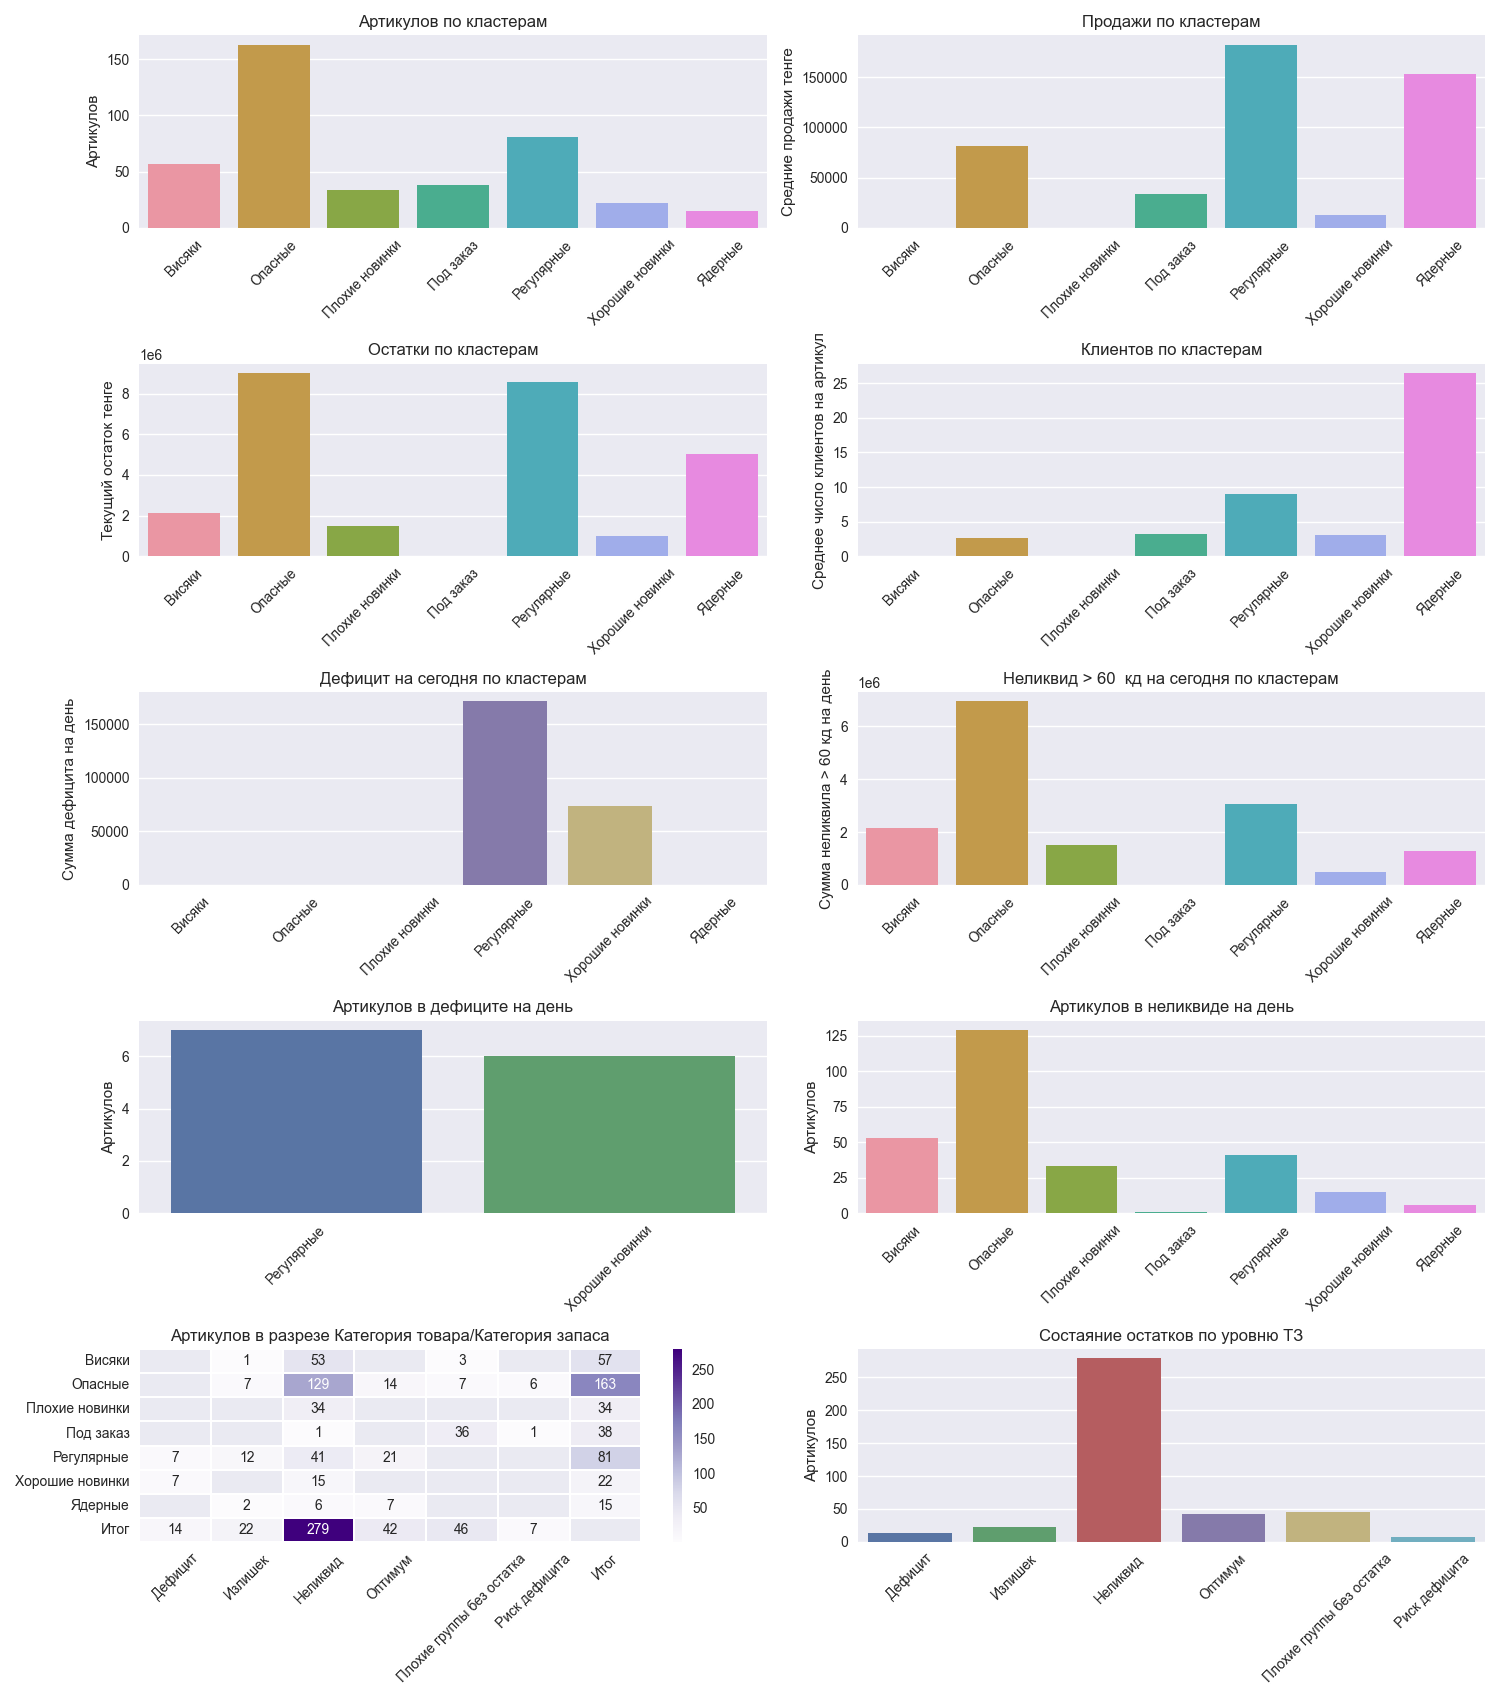 Артикулов по кластерам
Артикулов
150
100
50
0
Висяки
Опасные
Плохие новинки
Под заказ
Регулярные
Хорошие новинки
Ядерные
Продажи по кластерам
Средние продажи тенге
150000
100000
50000
0
Висяки
Опасные
Плохие новинки
Под заказ
Регулярные
Хорошие новинки
Ядерные
Остатки по кластерам
1e6
Текущий остаток тенге
8
6
4
2
0
Висяки
Опасные
Плохие новинки
Под заказ
Регулярные
Хорошие новинки
Ядерные
Клиентов по кластерам
Среднее число клиентов на артикул
25
20
15
10
5
0
Висяки
Опасные
Плохие новинки
Под заказ
Регулярные
Хорошие новинки
Ядерные
Дефицит на сегодня по кластерам
Сумма дефицита на день
150000
100000
50000
0
Висяки
Опасные
Плохие новинки
Регулярные
Хорошие новинки
Ядерные
Неликвид > 60 кд на сегодня по кластерам
1e6
Сумма неликвила > 60 кд на день
6
4
2
0
Висяки
Опасные
Плохие новинки
Под заказ
Регулярные
Хорошие новинки
Ядерные
Артикулов в дефиците на день
Артикулов
6
4
2
0
Регулярные
Хорошие новинки
Артикулов в неликвиде на день
Артикулов
125
100
75
50
25
0
Висяки
Опасные
Плохие новинки
Под заказ
Регулярные
Хорошие новинки
Ядерные
Артикулов в разрезе Категория товара/Категория запаса
Висяки 1 53 3 57
Опасные 7 129 14 7 6 163
Плохие новинки 34 34
Под заказ 1 36 1 38
Регулярные 7 12 41 21 81
Хорошие новинки 7 15 22
Ядерные 2 6 7 15
Итог 14 22 279 42 46 7
Дефицит
Излишек
Неликвид
Оптимум
Плохие группы без остатка
Риск дефицита
Итог
250
200
150
100
50
Состаяние остатков по уровню ТЗ
Артикулов
250
200
150
100
50
0
Дефицит
Излишек
Неликвид
Оптимум
Плохие группы без остатка
Риск дефицита